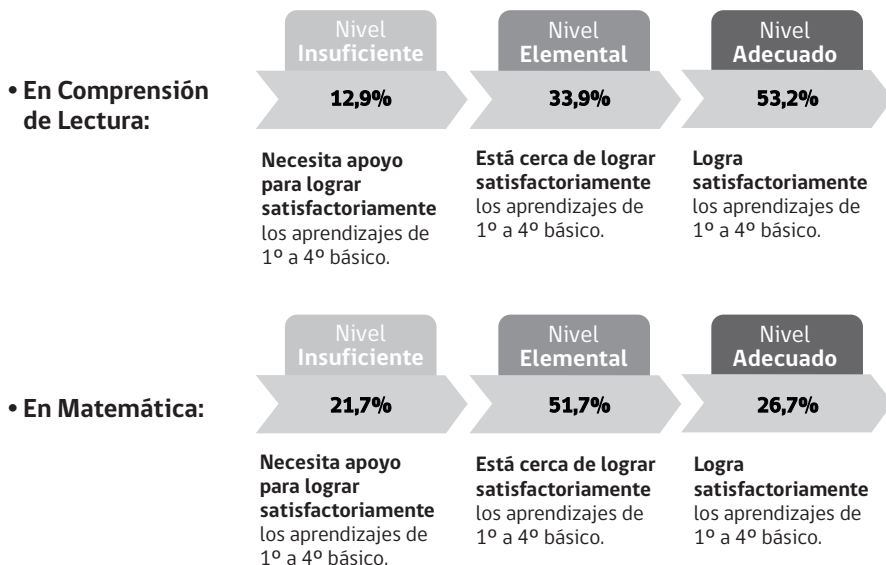 Nivel
Insuficiente
Nivel
Elemental
Nivel
Adecuado
• En Comprensión
de Lectura:
12,9%
33,9%
53,2%
Necesita apoyo
para lograr
satisfactoriamente
los aprendizajes de
1º a 4º básico.
Está cerca de lograr
satisfactoriamente
los aprendizajes de
1º a 4º básico.
Logra
satisfactoriamente
los aprendizajes de
1º a 4º básico.
Nivel
Insuficiente
Nivel
Elemental
Nivel
Adecuado
• En Matemática:
21,7%
51,7%
26,7%
Necesita apoyo
para lograr
satisfactoriamente
los aprendizajes de
1º a 4º básico.
Está cerca de lograr
satisfactoriamente
los aprendizajes de
1º a 4º básico.
Logra
satisfactoriamente
los aprendizajes de
1º a 4º básico.